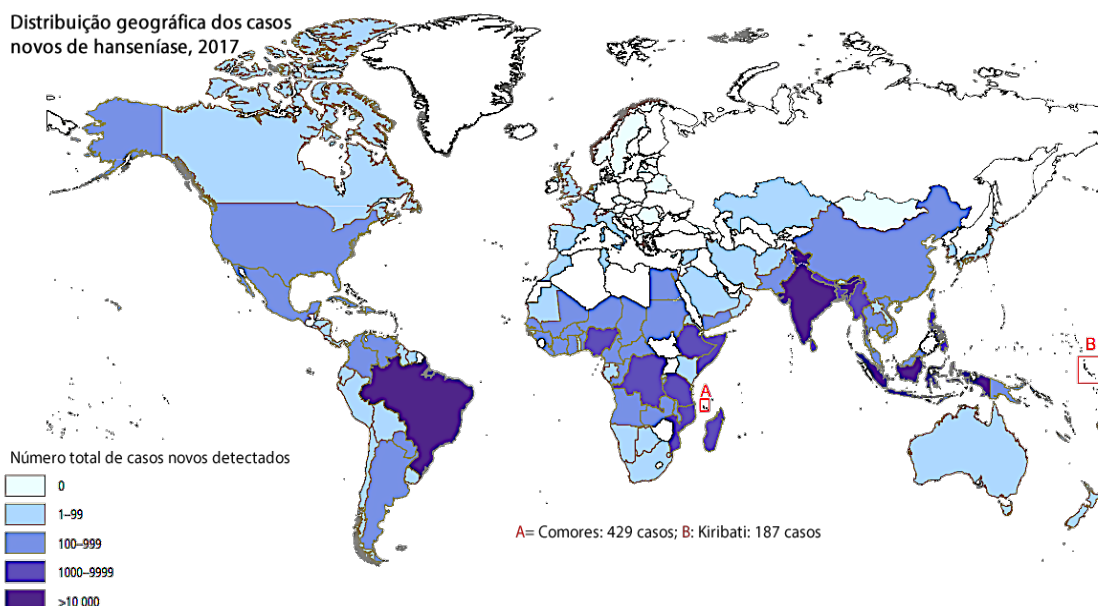 Distribuição geográfica dos casos
novos de hanseníase, 2017
B
A
Número total de casos novos detectados
0
1–99
100–999
1000–9999
>10 000
A= Comores: 429 casos; B: Kiribati: 187 casos